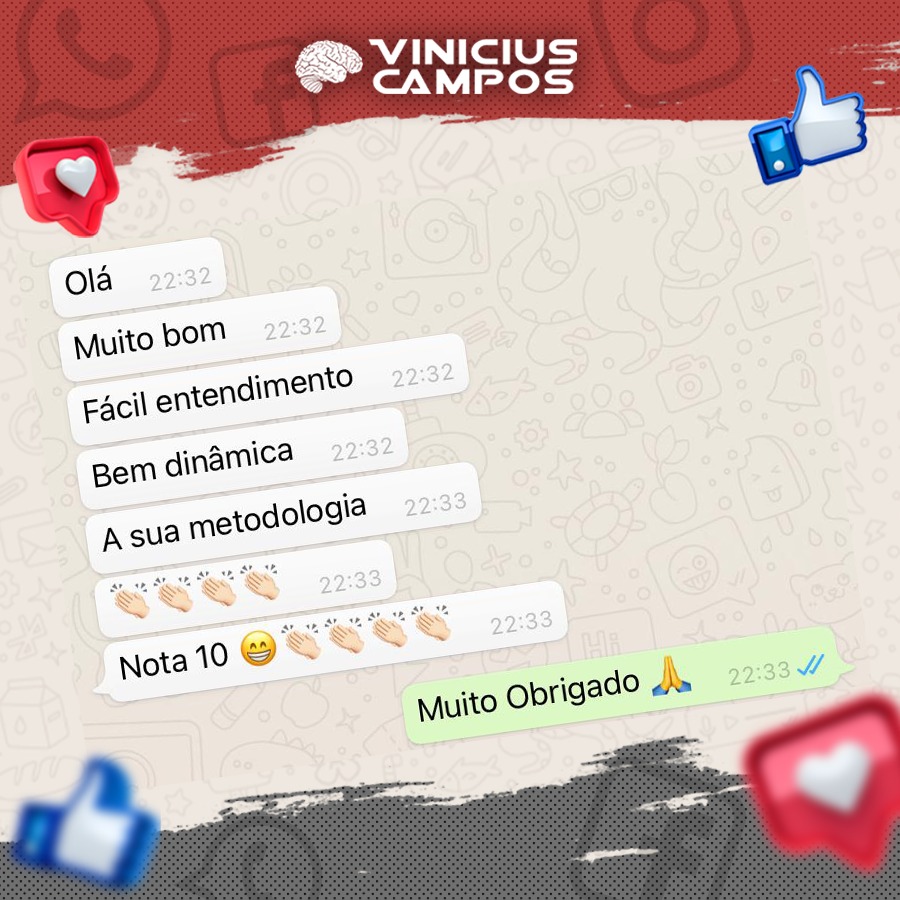 VINICIUS
CAMPOS
Olá 22:32
Muito bom 22:32
Fácil entendimento 22:32
Bem dinâmica 22:32
A sua metodologia 22:33
👏🏻👏🏻👏🏻👏🏻 22:33
Nota 10 😁👏🏻👏🏻👏🏻👏🏻 22:33
Muito Obrigado 🙏 22:33
Hi